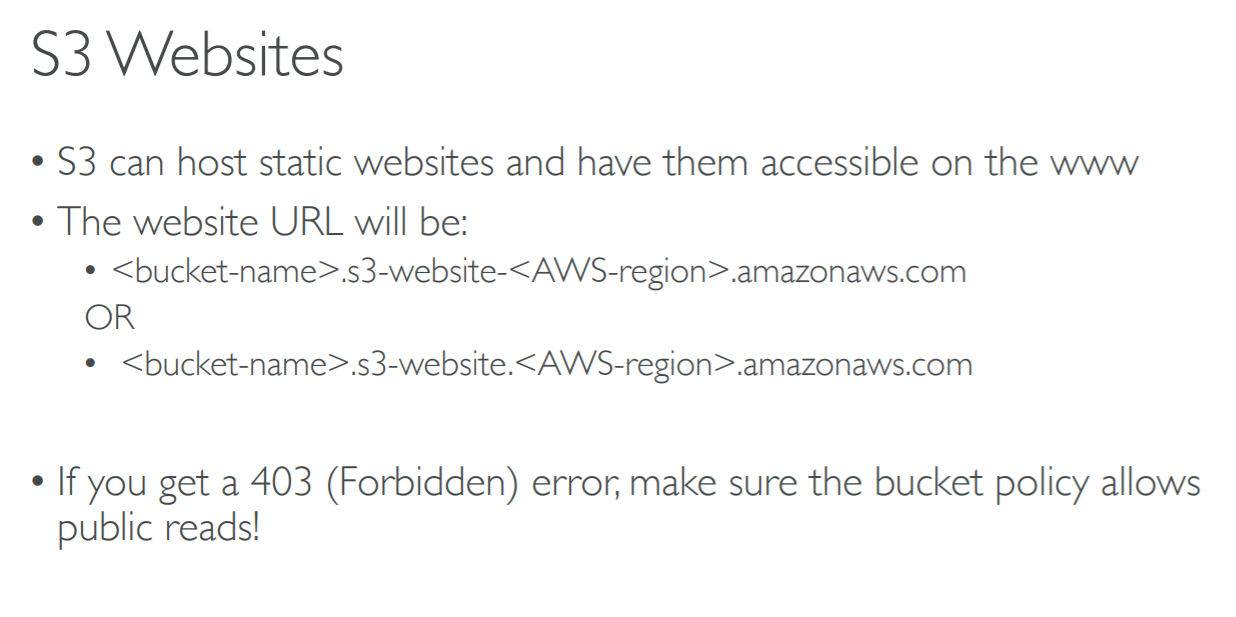 S3 Websites
• S3 can host static websites and have them accessible on the www
• The website URL will be:
• <bucket-name>.s3-website-<AWS-region>.amazonaws.com
OR
• <bucket-name>.s3-website.<AWS-region>.amazonaws.com
• If you get a 403 (Forbidden) error, make sure the bucket policy allows
public reads!